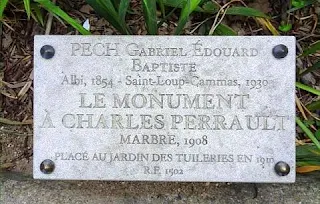 PECH GABRIEL ÉDOUARD
BAPTISTE
Albi, 1854 - Saint-Loup-Cammas, 1930
LE MONUMENT
À CHARLES PERRAULT
MARBRE, 1908
PLACÉ AU JARDIN DES TUILERIES EN 1910
R.F. 1502